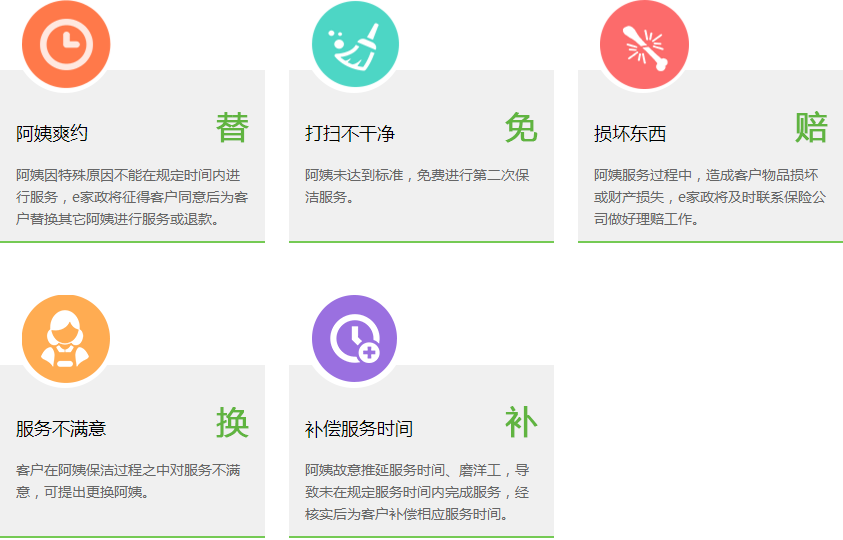 阿姨爽约 替
阿姨因特殊原因不能在规定时间内进
行服务，e家政将征得客户同意后为客
户替换其它阿姨进行服务或退款。
打扫不干净 免
阿姨未达到标准，免费进行第二次保
洁服务。
损坏东西 赔
阿姨服务过程中，造成客户物品损坏
或财产损失，e家政将及时联系保险公
司做好理赔工作。
服务不满意 换
客户在阿姨保洁过程之中对服务不满
意，可提出更换阿姨。
补偿服务时间 补
阿姨故意推延服务时间、磨洋工，导
致未在规定服务时间内完成服务，经
核实后为客户补偿相应服务时间。